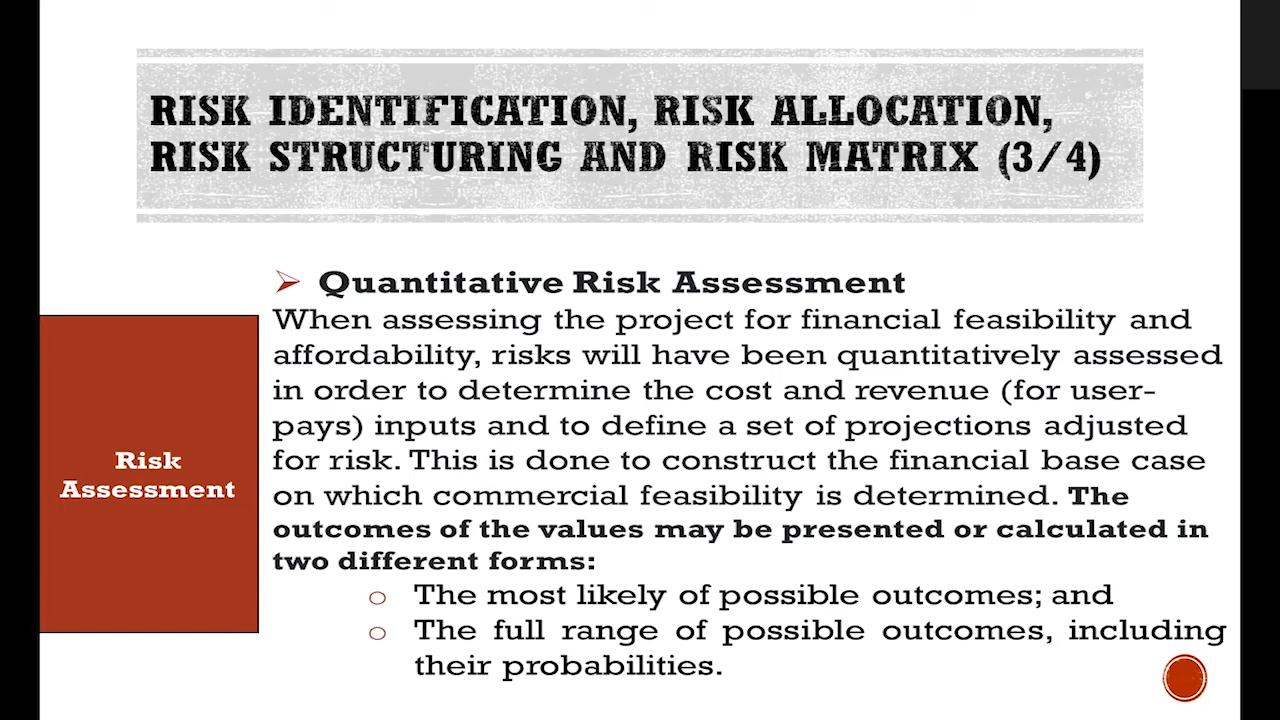 RISK IDENTIFICATION, RISK ALLOCATION,
RISK STRUCTURING AND RISK MATRIX (3/4)
Quantitative Risk Assessment
When assessing the project for financial feasibility and
affordability, risks will have been quantitatively assessed
in order to determine the cost and revenue (for user-
pays) inputs and to define a set of projections adjusted
for risk. This is done to construct the financial base case
on which commercial feasibility is determined. The
outcomes of the values may be presented or calculated in
two different forms:
o The most likely of possible outcomes; and
o The full range of possible outcomes, including
their probabilities.
Risk
Assessment